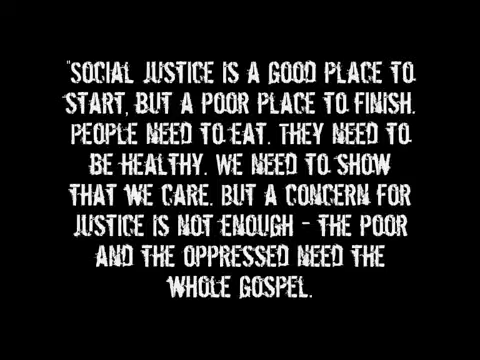 "SOCIAL JUSTICE IS A GOOD PLACE TO
START, BUT A POOR PLACE TO FINISH.
PEOPLE NEED TO EAT. THEY NEED TO
BE HEALTHY. WE NEED TO SHOW
THAT WE CARE. BUT A CONCERN FOR
JUSTICE IS NOT ENOUGH - THE POOR
AND THE OPPRESSED NEED THE
WHOLE GOSPEL.